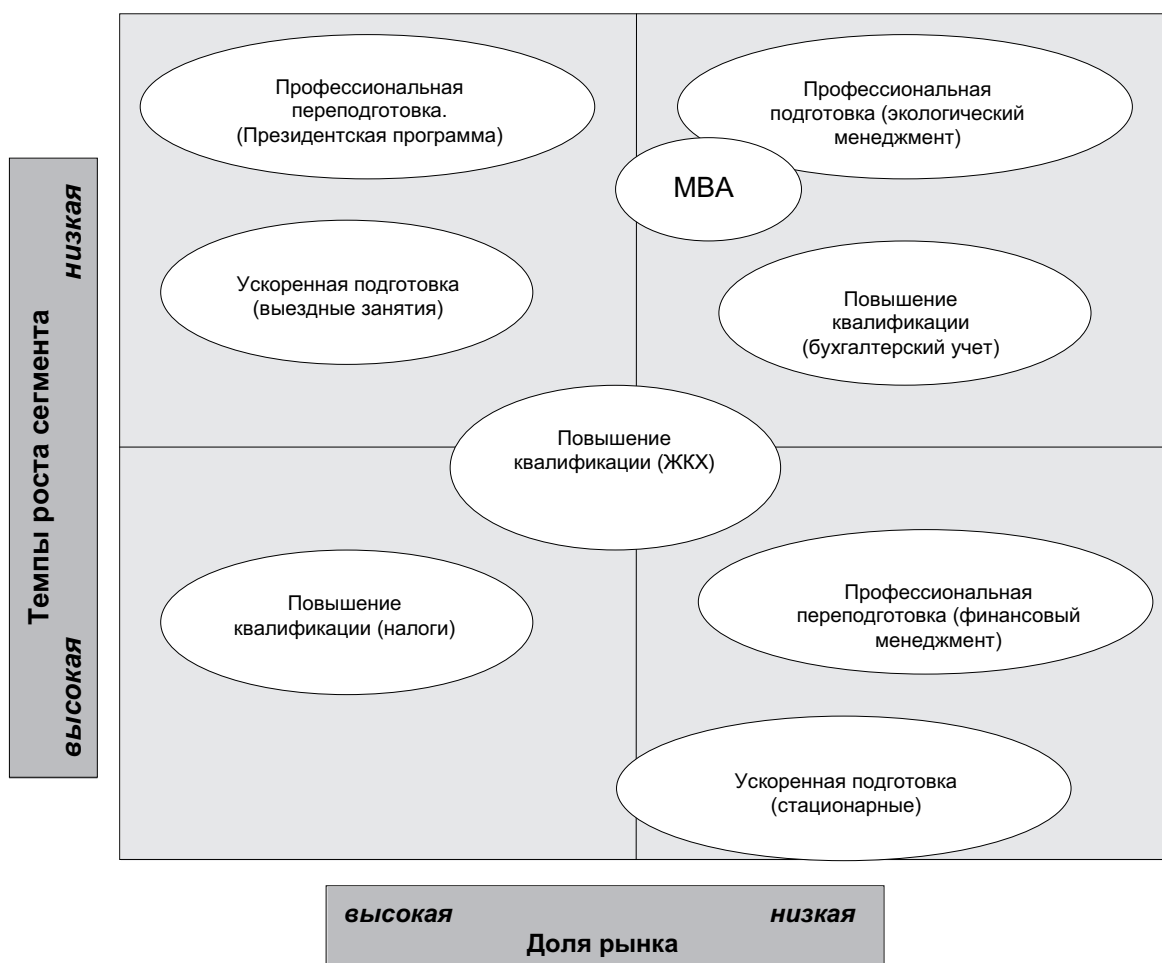 Профессиональная
переподготовка.
(Президентская программа)
Профессиональная
подготовка (экологический
менеджмент)
МВА
Ускоренная подготовка
(выездные занятия)
Повышение
квалификации
(бухгалтерский учет)
Повышение
квалификации (ЖКХ)
Повышение
квалификации (налоги)
Профессиональная
переподготовка (финансовый
менеджмент)
Ускоренная подготовка
(стационарные)
Темпы роста сегмента
низкая
высокая
высокая
низкая
Доля рынка